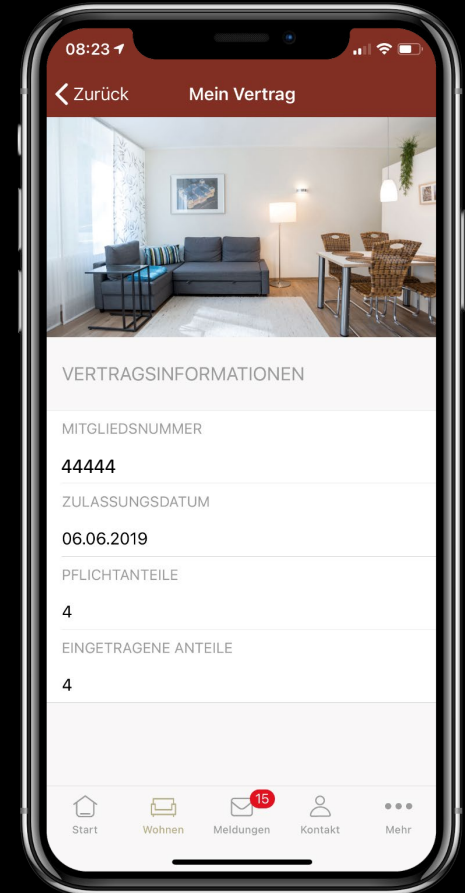 08:23
Zurück
Mein Vertrag
VERTRAGSINFORMATIONEN
MITGLIEDSNUMMER
44444
ZULASSUNGSDATUM
06.06.2019
PFLICHTANTEILE
4
EINGETRAGENE ANTEILE
4
15
Start
Wohnen
Meldungen
Kontakt
Mehr